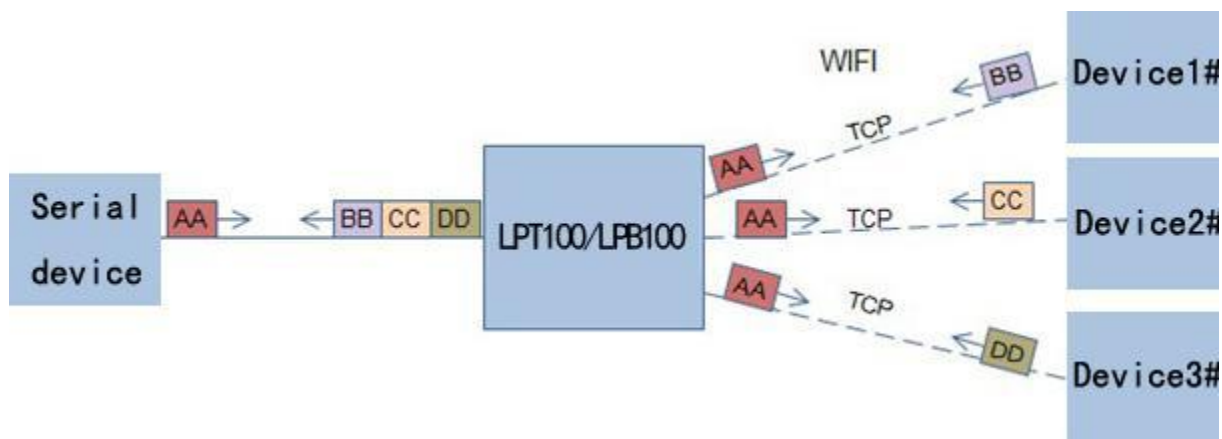 WIFI
BB
Device1#
TCP
AA
Serial
device
AA
BB CC DD
LPT100/LPB100
AA
TCP
CC
Device2#
AA
TCP
DD
Device3#